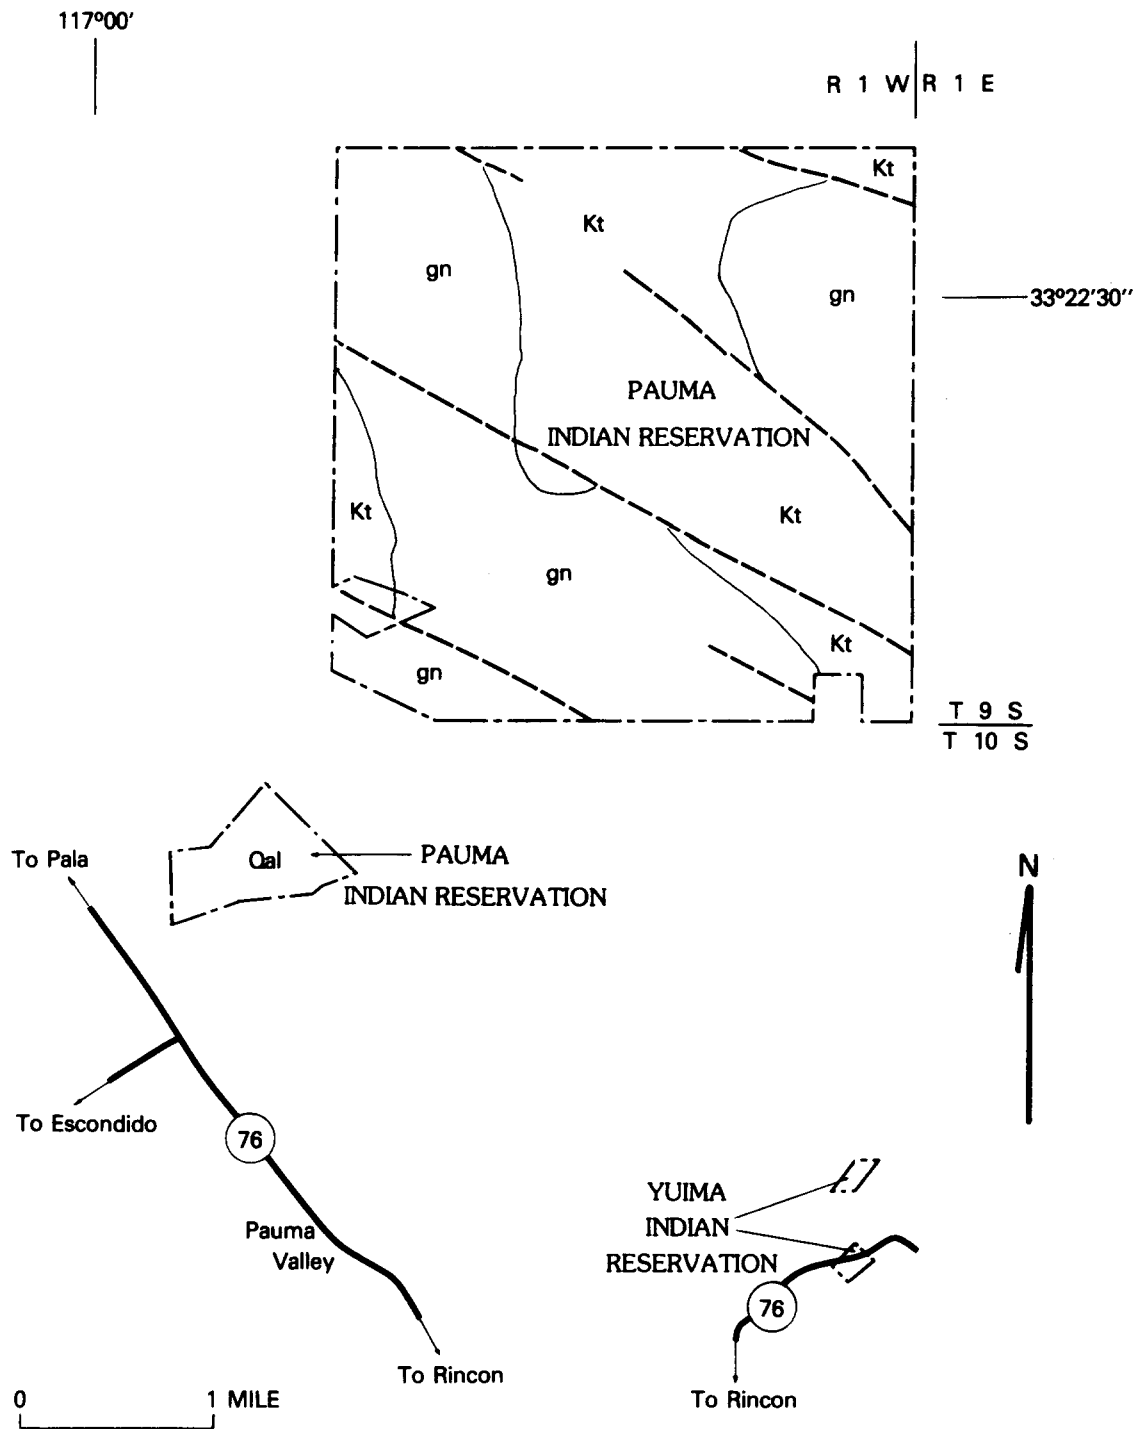 117°00'
R 1 W R 1 E
Kt
Kt
gn
gn
33°22'30"
PAUMA
INDIAN RESERVATION
Kt
Kt
gn
Kt
gn
T 9 S
T 10 S
To Pala
Qal
PAUMA
INDIAN RESERVATION
N
To Escondido
76
Pauma
Valley
YUIMA
INDIAN
RESERVATION
76
To Rincon
To Rincon
0 1 MILE